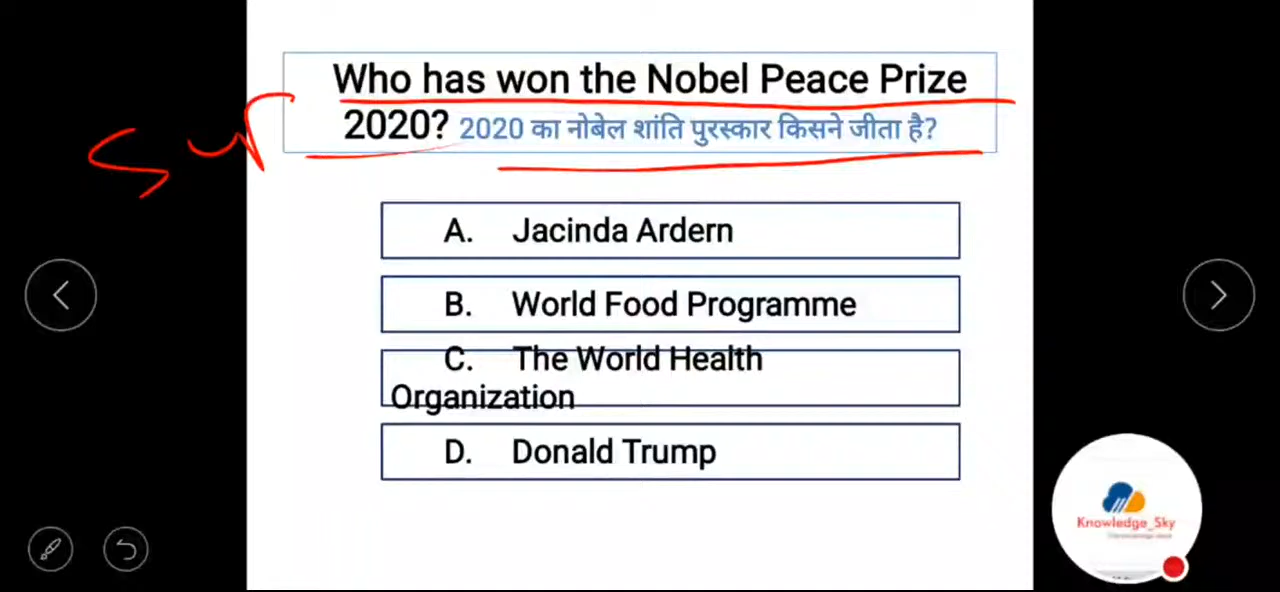 Who has won the Nobel Peace Prize
2020? 2020 का नोबेल शांति पुरस्कार किसने जीता है?
A. Jacinda Ardern
B. World Food Programme
C. The World Health
Organization
D. Donald Trump
Knowledge_Sky